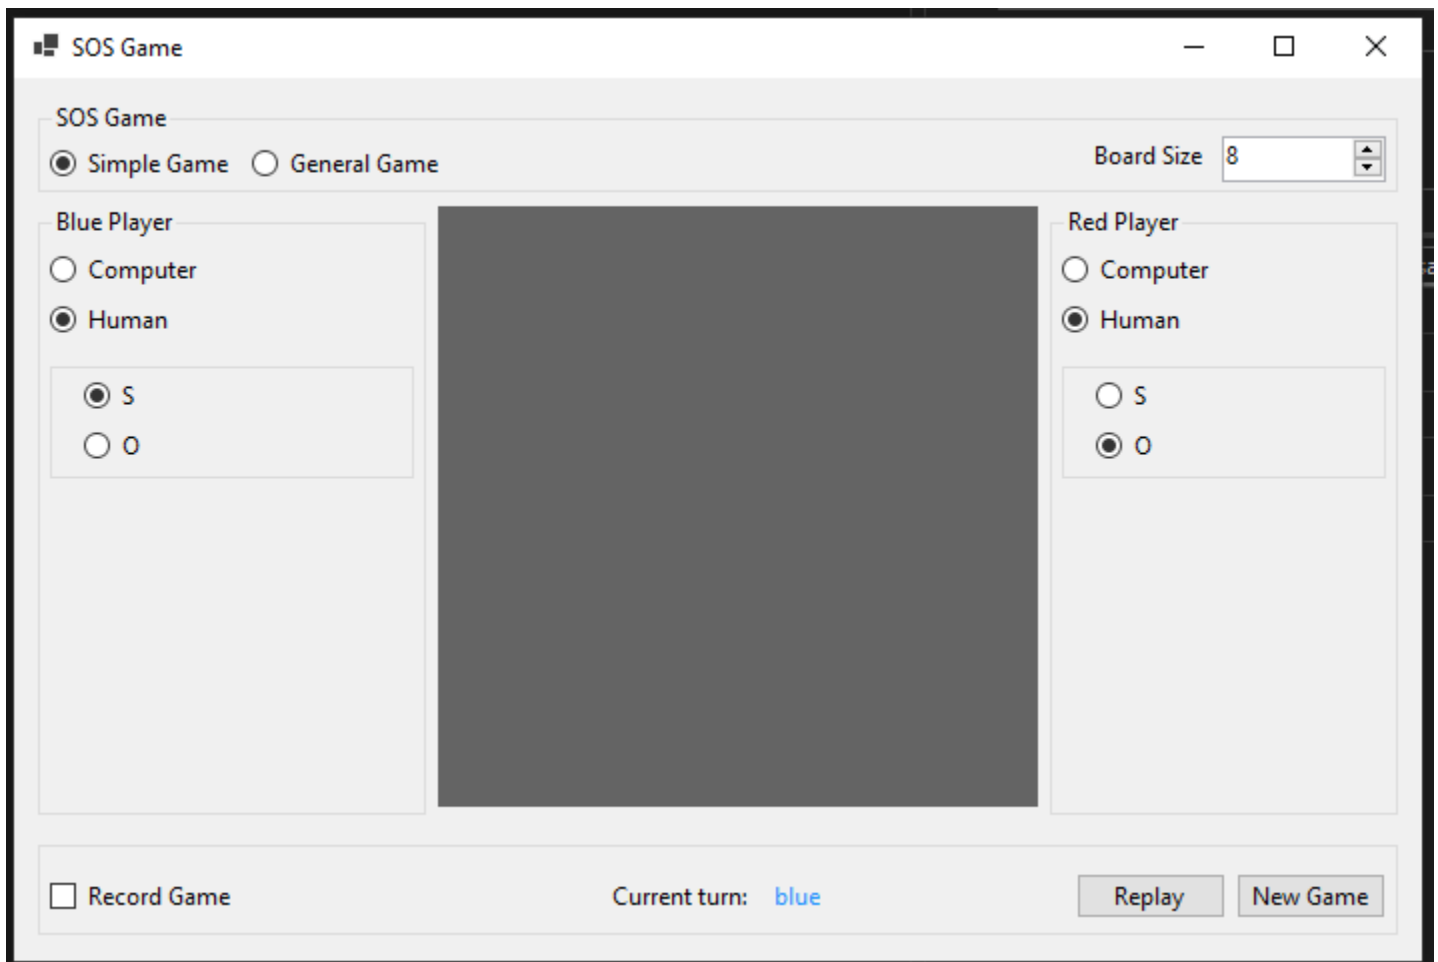 SOS Game
SOS Game
Simple Game General Game Board Size 8
Blue Player
Computer
Human
S
O
Red Player
Computer
Human
S
O
Record Game Current turn: blue Replay New Game